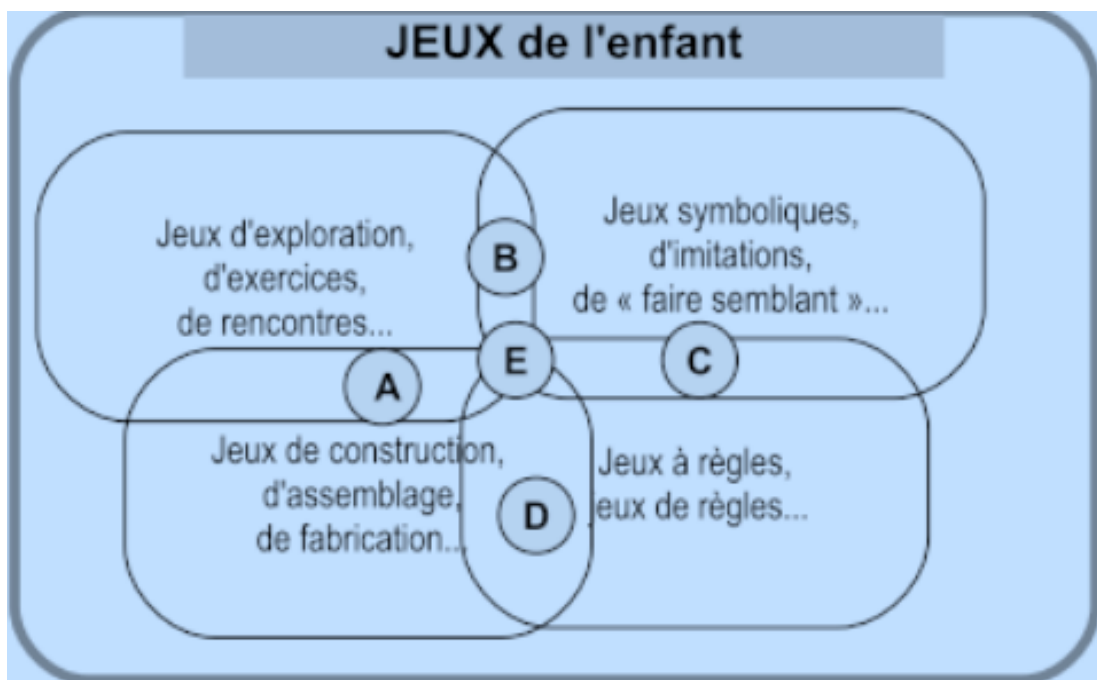 JEUX de l'enfant
Jeux d'exploration,
d'exercices,
de rencontres...
B
Jeux symboliques,
d'imitations,
de « faire semblant »...
A
E
C
Jeux de construction,
d'assemblage,
de fabrication...
D
Jeux à règles,
jeux de règles...